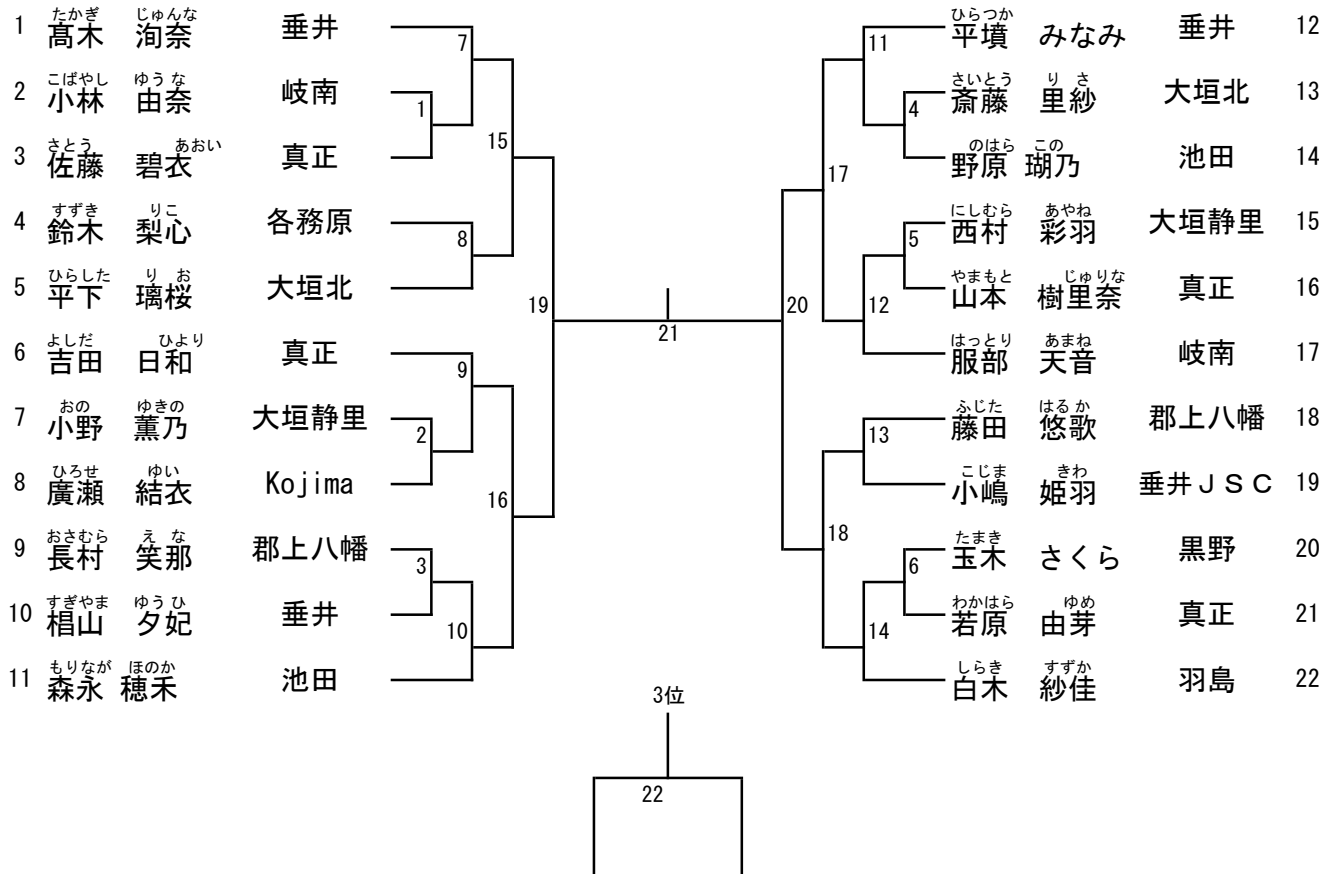 たかぎ じゅんな
1 髙木 洵奈 垂井
こばやし ゆうな
2 小林 由奈 岐南
さとう あおい
3 佐藤 碧衣 真正
すずき りこ
4 鈴木 梨心 各務原
ひらした りお
5 平下 璃桜 大垣北
よしだ ひより
6 吉田 日和 真正
おの ゆきの
7 小野 薫乃 大垣静里
ひろせ ゆい
8 廣瀬 結衣 Kojima
おさむら えな
9 長村 笑那 郡上八幡
すぎやま ゆうひ
10 椙山 夕妃 垂井
もりなが ほのか
11 森永 穂禾 池田
7
1
15
8
19
9
2
16
3
10
21
11
4
17
5
20
12
13
18
6
14
ひらつか
平墳 みなみ 垂井 12
さいとう りさ
斎藤 里紗 大垣北 13
のはら この
野原 瑚乃 池田 14
にしむら あやね
西村 彩羽 大垣静里 15
やまもと じゅりな
山本 樹里奈 真正 16
はっとり あまね
服部 天音 岐南 17
ふじた はるか
藤田 悠歌 郡上八幡 18
こじま きわ
小嶋 姫羽 垂井JSC 19
たまき
玉木 さくら 黒野 20
わかはら ゆめ
若原 由芽 真正 21
しらき すずか
白木 紗佳 羽島 22
3位
22